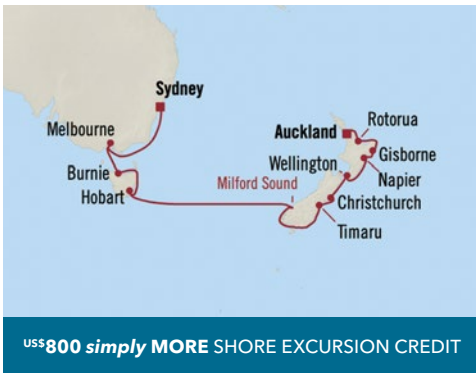 Sydney
Melbourne
Auckland
Rotorua
Gisborne
Wellington
Napier
Burnie
Milford Sound
Hobart
Christchurch
Timaru
US$800 simply MORE SHORE EXCURSION CREDIT